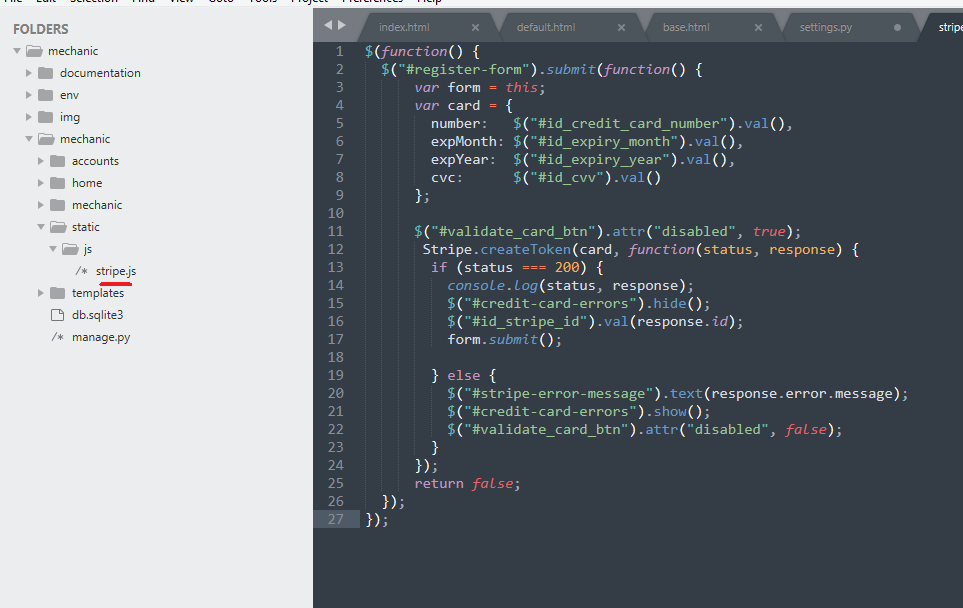 File Edit Selection Find View Goto Tools Project Preferences Help
FOLDERS
mechanic
documentation
env
img
mechanic
accounts
home
mechanic
static
js
/* stripe.js
templates
db.sqlite3
/* manage.py
index.html × default.html × base.html × settings.py ● stripe
1 $(function() {
2 $("#register-form").submit(function() {
3 var form = this;
4 var card = {
5 number: $("#id_credit_card_number").val(),
6 expMonth: $("#id_expiry_month").val(),
7 expYear: $("#id_expiry_year").val(),
8 cvc: $("#id_cvv").val()
9 };
10
11 $("#validate_card_btn").attr("disabled", true);
12 Stripe.createToken(card, function(status, response) {
13 if (status === 200) {
14 console.log(status, response);
15 $("#credit-card-errors").hide();
16 $("#id_stripe_id").val(response.id);
17 form.submit();
18
19 } else {
20 $("#stripe-error-message").text(response.error.message);
21 $("#credit-card-errors").show();
22 $("#validate_card_btn").attr("disabled", false);
23 }
24 });
25 return false;
26 });
27 });